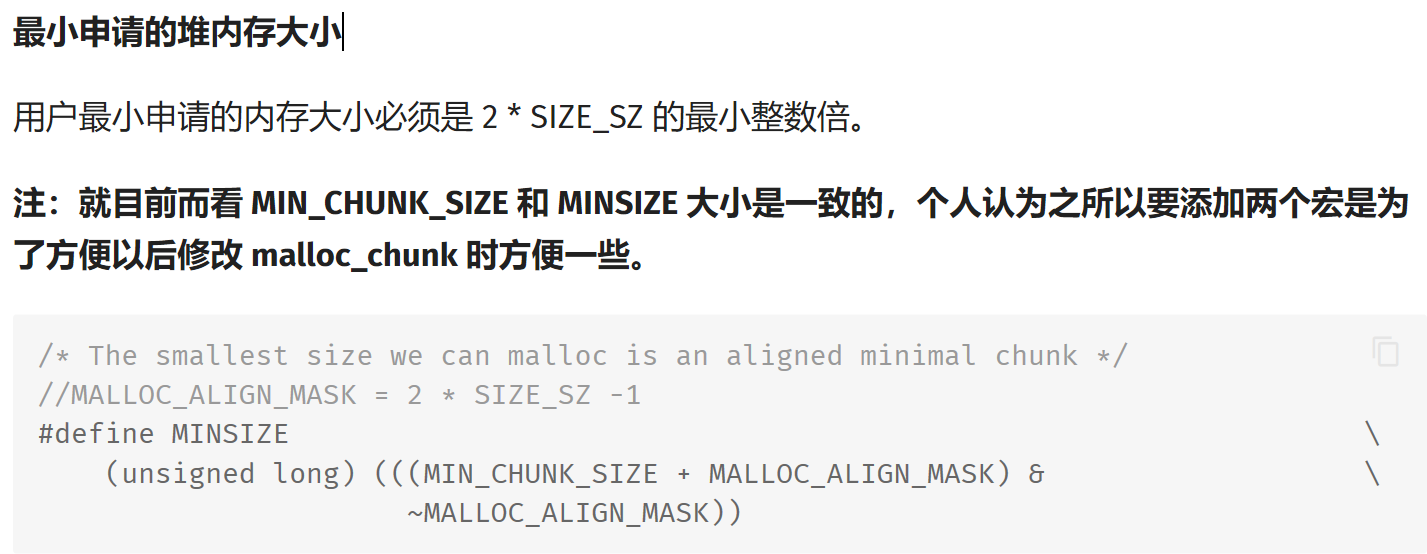 最小申请的堆内存大小
用户最小申请的内存大小必须是 2 * SIZE_SZ 的最小整数倍。
注：就目前而看 MIN_CHUNK_SIZE 和 MINSIZE 大小是一致的，个人认为之所以要添加两个宏是为
了方便以后修改 malloc_chunk 时方便一些。
/* The smallest size we can malloc is an aligned minimal chunk */
//MALLOC_ALIGN_MASK = 2 * SIZE_SZ -1
#define MINSIZE \
(unsigned long) (((MIN_CHUNK_SIZE + MALLOC_ALIGN_MASK) & \
~MALLOC_ALIGN_MASK))